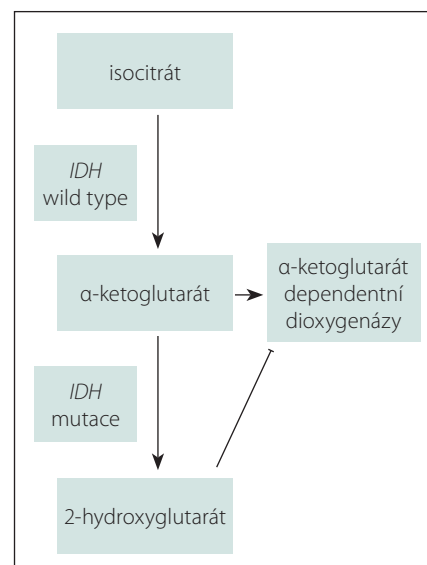 isocitrát
IDH
wild type
α-ketoglutarát
α-ketoglutarát
dependentní
dioxygenázy
IDH
mutace
2-hydroxyglutarát